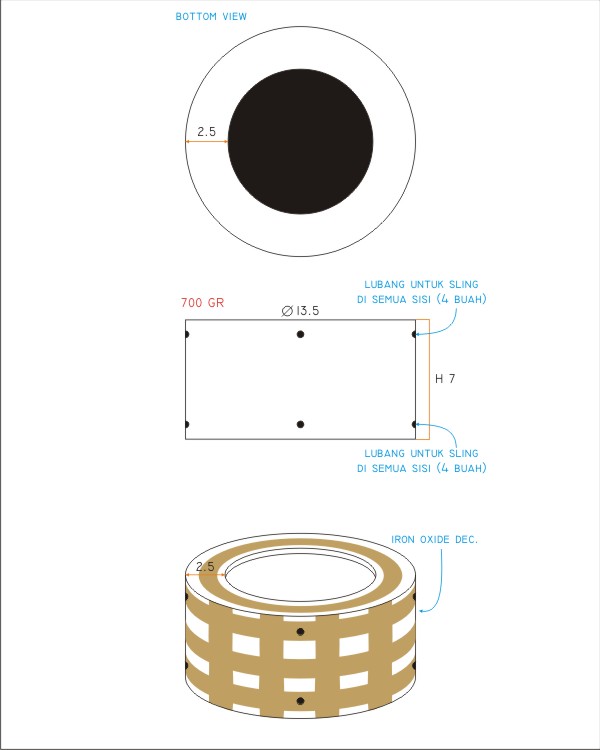 BOTTOM VIEW
2.5
LUBANG UNTUK SLING
DI SEMUA SISI (4 BUAH)
700 GR
Ø 13.5
H 7
LUBANG UNTUK SLING
DI SEMUA SISI (4 BUAH)
IRON OXIDE DEC.
2.5